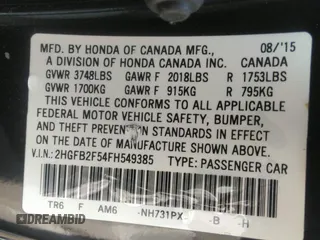 MFD. BY HONDA OF CANADA MFG., 08/'15
A DIVISION OF HONDA CANADA INC. CANADA
GVWR 3748LBS GAWR F 2018LBS R 1753LBS
GVWR 1700KG GAWR F 915KG R 795KG
THIS VEHICLE CONFORMS TO ALL APPLICABLE
FEDERAL MOTOR VEHICLE SAFETY, BUMPER,
AND THEFT PREVENTION STANDARDS IN EFFECT
ON THE DATE OF MANUFACTURE SHOWN ABOVE.
V.I.N.: 2HGFB2F54FH549385 TYPE: PASSENGER CAR
TR6 F AM6 NH731PX -B -H
DREAMBID